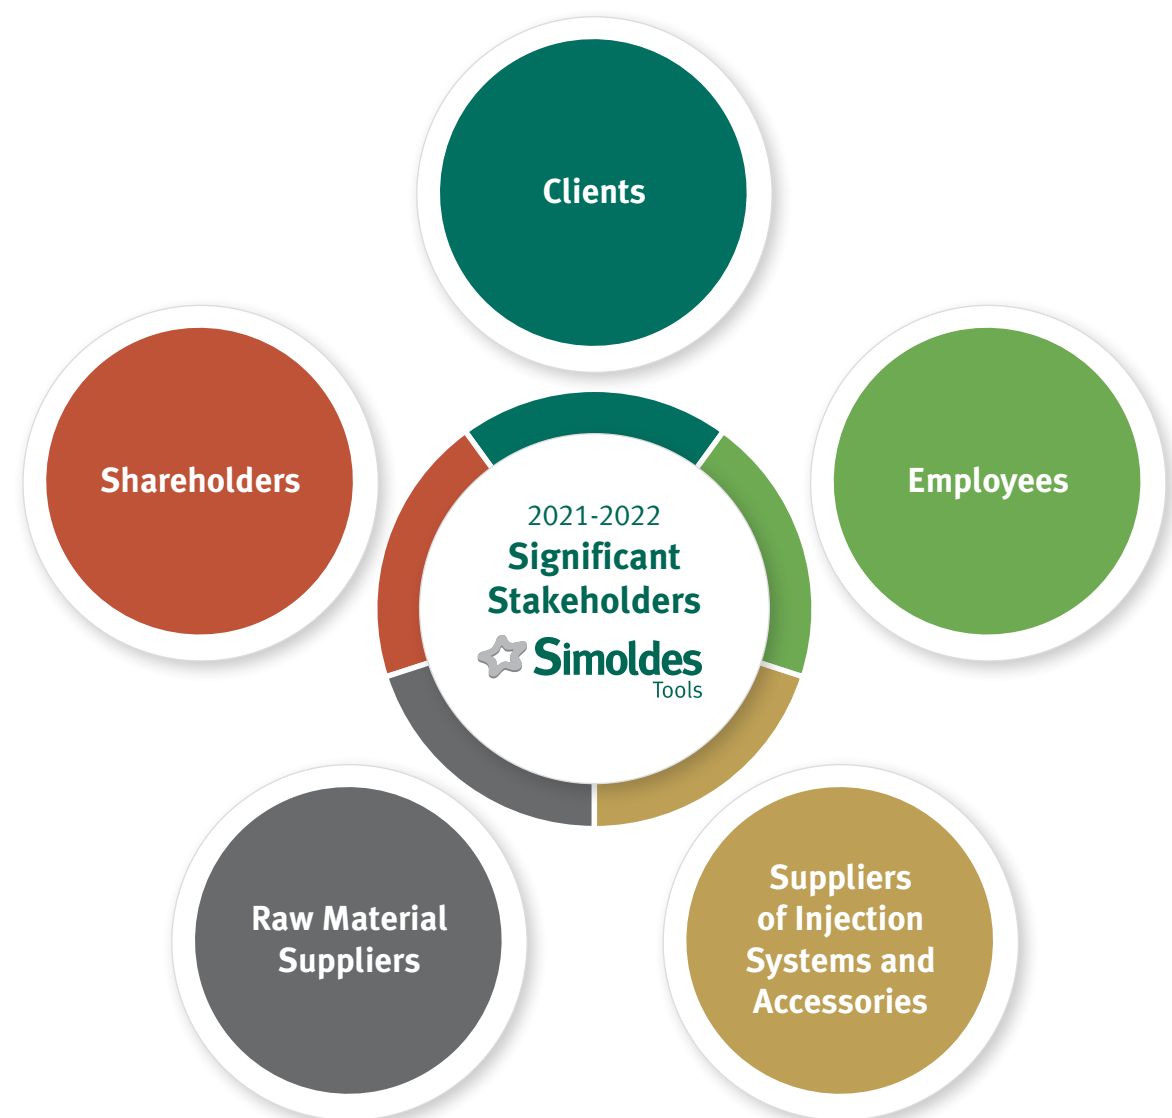 Clients
Shareholders
Employees
2021-2022
Significant
Stakeholders
Simoldes
Tools
Raw Material
Suppliers
Suppliers
of Injection
Systems and
Accessories